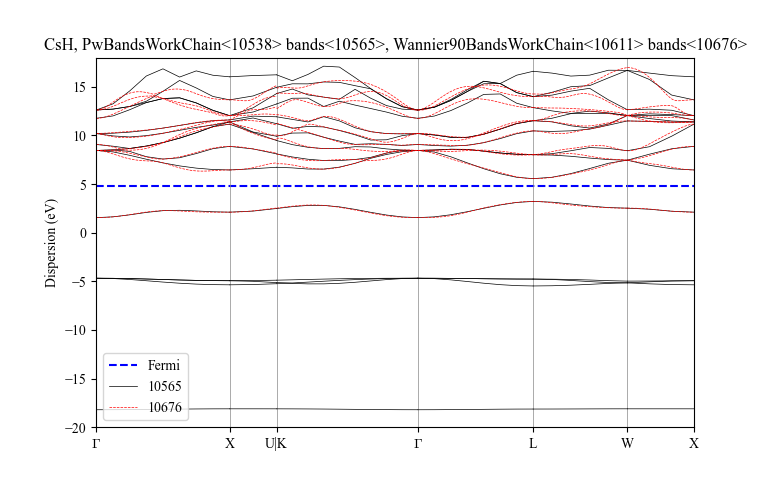 CsH, PwBandsWorkChain<10538> bands<10565>, Wannier90BandsWorkChain<10611> bands<10676>
Dispersion (eV)
15
10
5
0
−5
−10
−15
−20
Fermi
10565
10676
Γ X U|K Γ L W X